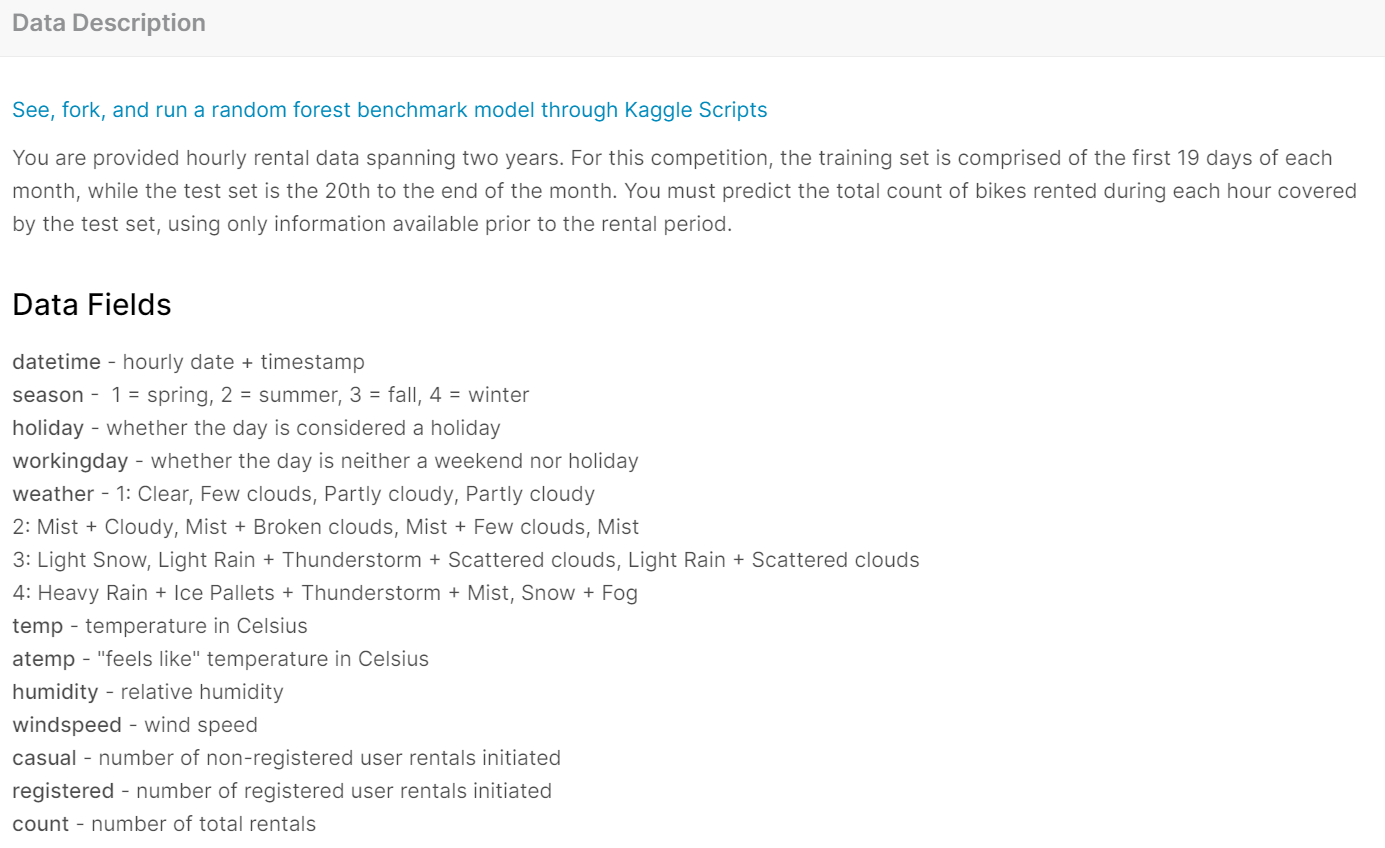 Data Description
See, fork, and run a random forest benchmark model through Kaggle Scripts
You are provided hourly rental data spanning two years. For this competition, the training set is comprised of the first 19 days of each
month, while the test set is the 20th to the end of the month. You must predict the total count of bikes rented during each hour covered
by the test set, using only information available prior to the rental period.
Data Fields
datetime - hourly date + timestamp
season -  1 = spring, 2 = summer, 3 = fall, 4 = winter
holiday - whether the day is considered a holiday
workingday - whether the day is neither a weekend nor holiday
weather - 1: Clear, Few clouds, Partly cloudy, Partly cloudy
2: Mist + Cloudy, Mist + Broken clouds, Mist + Few clouds, Mist
3: Light Snow, Light Rain + Thunderstorm + Scattered clouds, Light Rain + Scattered clouds
4: Heavy Rain + Ice Pallets + Thunderstorm + Mist, Snow + Fog
temp - temperature in Celsius
atemp - "feels like" temperature in Celsius
humidity - relative humidity
windspeed - wind speed
casual - number of non-registered user rentals initiated
registered - number of registered user rentals initiated
count - number of total rentals